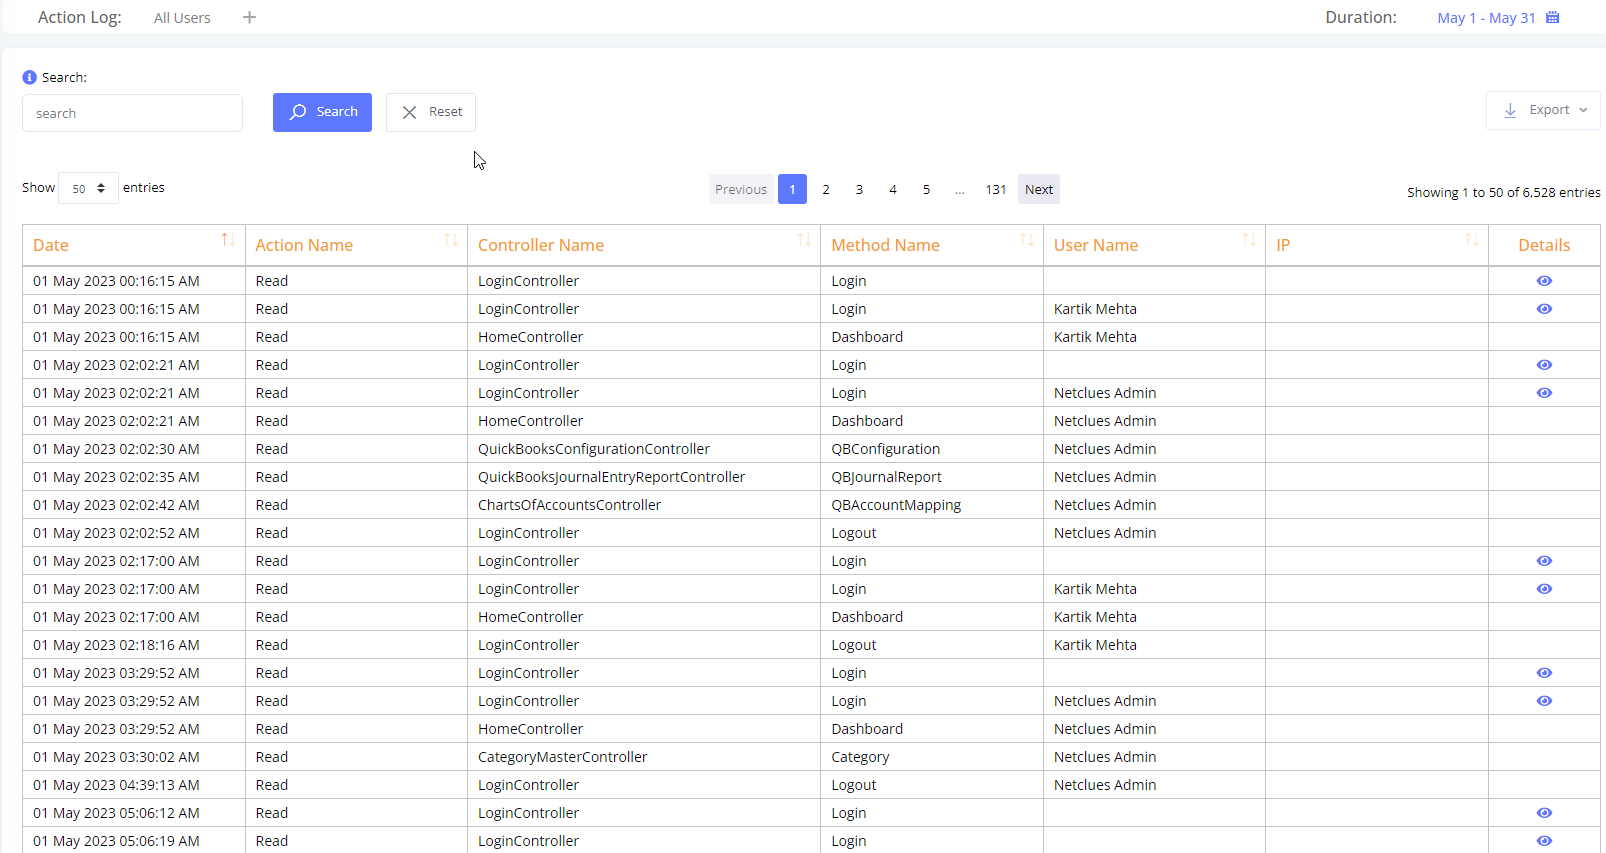 Action Log: All Users + Duration: May 1 - May 31
Search:
search Search Reset Export
Show 50 entries Previous 1 2 3 4 5 ... 131 Next Showing 1 to 50 of 6,528 entries
Date Action Name Controller Name Method Name User Name IP Details
01 May 2023 00:16:15 AM Read LoginController Login
01 May 2023 00:16:15 AM Read LoginController Login Kartik Mehta
01 May 2023 00:16:15 AM Read HomeController Dashboard Kartik Mehta
01 May 2023 02:02:21 AM Read LoginController Login
01 May 2023 02:02:21 AM Read LoginController Login Netclues Admin
01 May 2023 02:02:21 AM Read HomeController Dashboard Netclues Admin
01 May 2023 02:02:30 AM Read QuickBooksConfigurationController QBConfiguration Netclues Admin
01 May 2023 02:02:35 AM Read QuickBooksJournalEntryReportController QBJournalReport Netclues Admin
01 May 2023 02:02:42 AM Read ChartsOfAccountsController QBAccountMapping Netclues Admin
01 May 2023 02:02:52 AM Read LoginController Logout Netclues Admin
01 May 2023 02:17:00 AM Read LoginController Login
01 May 2023 02:17:00 AM Read LoginController Login Kartik Mehta
01 May 2023 02:17:00 AM Read HomeController Dashboard Kartik Mehta
01 May 2023 02:18:16 AM Read LoginController Logout Kartik Mehta
01 May 2023 03:29:52 AM Read LoginController Login
01 May 2023 03:29:52 AM Read LoginController Login Netclues Admin
01 May 2023 03:29:52 AM Read HomeController Dashboard Netclues Admin
01 May 2023 03:30:02 AM Read CategoryMasterController Category Netclues Admin
01 May 2023 04:39:13 AM Read LoginController Logout Netclues Admin
01 May 2023 05:06:12 AM Read LoginController Login
01 May 2023 05:06:19 AM Read LoginController Login